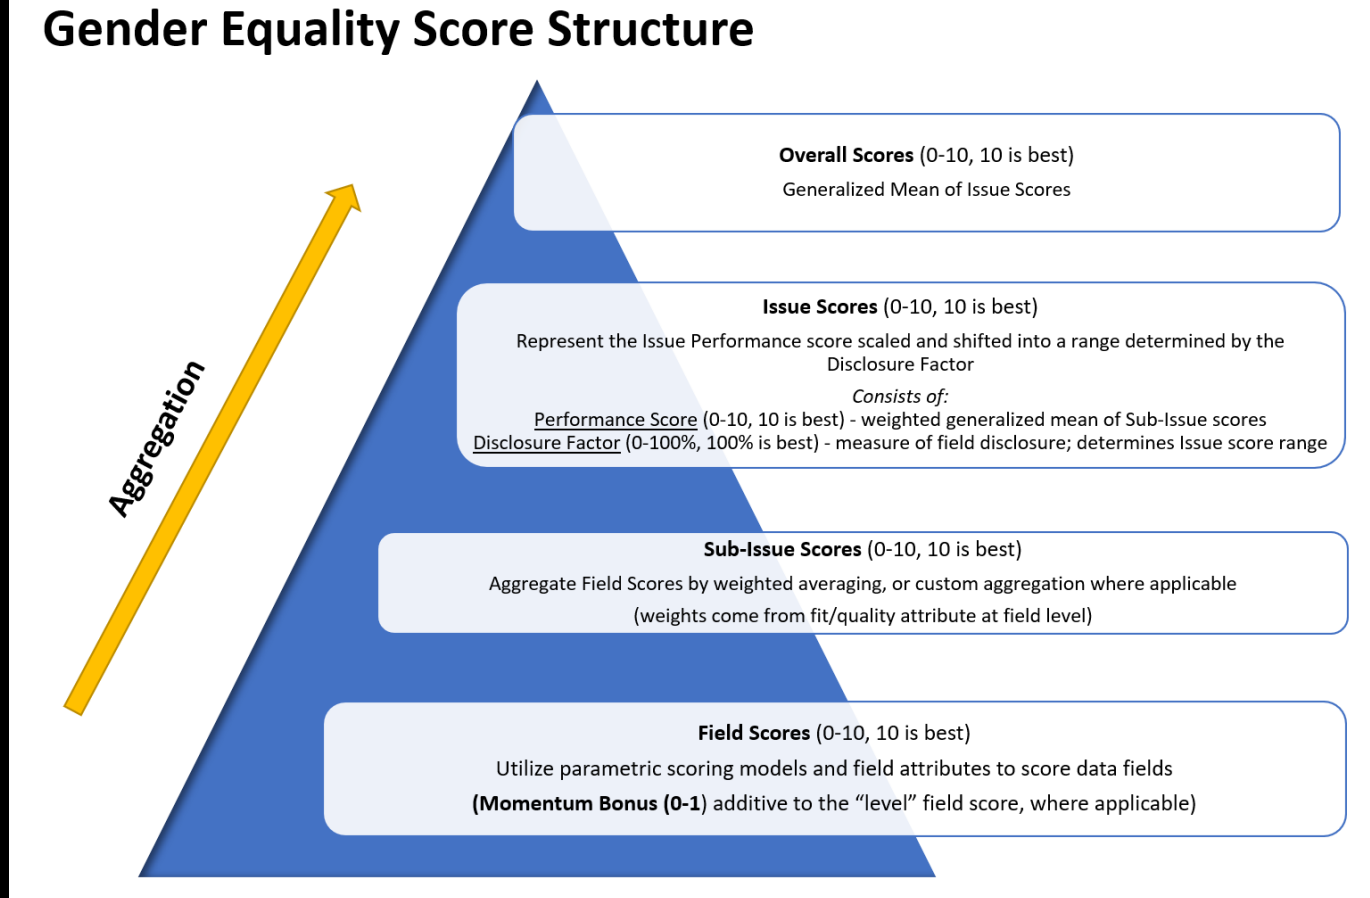 Gender Equality Score Structure
Aggregation
Overall Scores (0-10, 10 is best)
Generalized Mean of Issue Scores
Issue Scores (0-10, 10 is best)
Represent the Issue Performance score scaled and shifted into a range determined by the
Disclosure Factor
Consists of:
Performance Score (0-10, 10 is best) - weighted generalized mean of Sub-Issue scores
Disclosure Factor (0-100%, 100% is best) - measure of field disclosure; determines Issue score range
Sub-Issue Scores (0-10, 10 is best)
Aggregate Field Scores by weighted averaging, or custom aggregation where applicable
(weights come from fit/quality attribute at field level)
Field Scores (0-10, 10 is best)
Utilize parametric scoring models and field attributes to score data fields
(Momentum Bonus (0-1) additive to the “level” field score, where applicable)